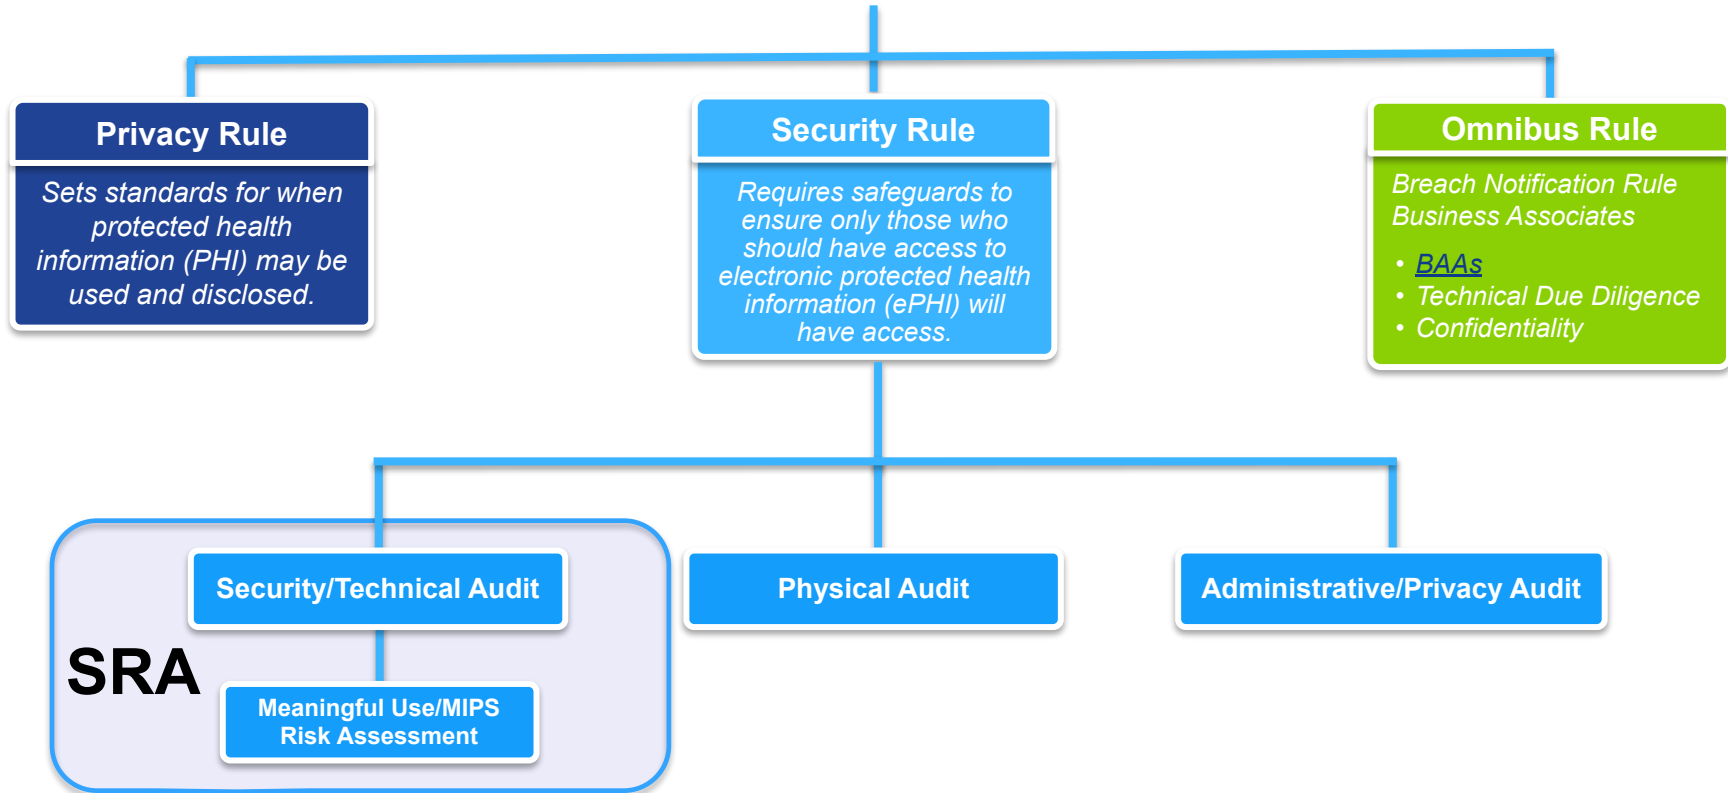 Privacy Rule
Sets standards for when
protected health
information (PHI) may be
used and disclosed.
Security Rule
Requires safeguards to
ensure only those who
should have access to
electronic protected health
information (ePHI) will
have access.
Omnibus Rule
Breach Notification Rule
Business Associates
• BAAs
• Technical Due Diligence
• Confidentiality
SRA
Security/Technical Audit
Meaningful Use/MIPS
Risk Assessment
Physical Audit
Administrative/Privacy Audit